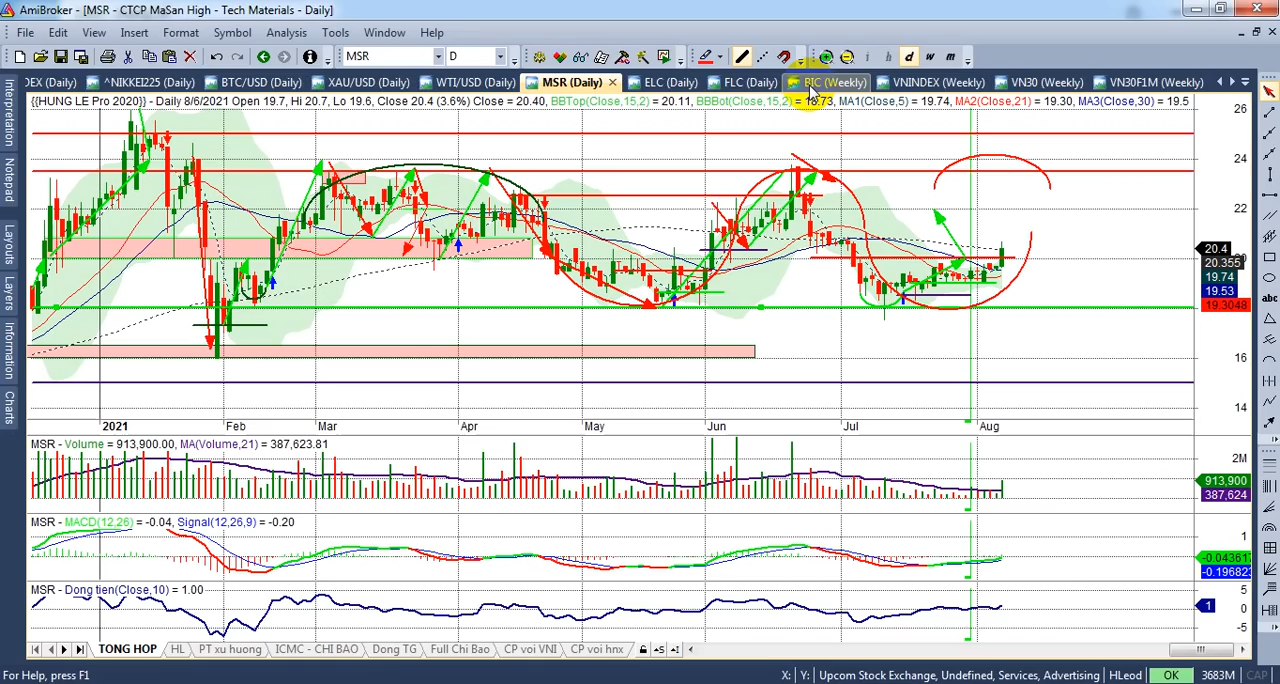 AmiBroker - [MSR - CTCP MaSan High - Tech Materials - Daily]
File Edit View Insert Format Symbol Analysis Tools Window Help
MSR D i h d w m
DEX (Daily) ^NIKKEI225 (Daily) BTC/USD (Daily) XAU/USD (Daily) WTI/USD (Daily) MSR (Daily) ELC (Daily) FLC (Daily) BIC (Weekly) VNINDEX (Weekly) VN30 (Weekly) VN30F1M (Weekly)
{{HUNG LE Pro 2020}} - Daily 8/6/2021 Open 19.7, Hi 20.7, Lo 19.6, Close 20.4 (3.6%) Close = 20.40, BBTop(Close,15,2) = 20.11, BBBot(Close,15,2) = 18.73, MA1(Close,5) = 19.74, MA2(Close,21) = 19.30, MA3(Close,30) = 19.5
Interpretation
Notepad
Layouts
Layers
Information
Charts
abc
26
24
22
20.4
20.355
19.74
19.53
19.3048
16
14
2021 Feb Mar Apr May Jun Jul Aug
MSR - Volume = 913,900.00, MA(Volume,21) = 387,623.81
2M
913,900
387,624
MSR - MACD(12,26) = -0.04, Signal(12,26,9) = -0.20
1
-0.043617
-0.196823
MSR - Dong tien(Close,10) = 1.00
5
1
0
-5
TONG HOP HL PT xu huong ICMC - CHI BAO Dong TG Full Chi Bao CP voi VNI CP voi hnx
For Help, press F1 X: Y: Upcom Stock Exchange, Undefined, Services, Advertising HLeod OK 3683M CAP